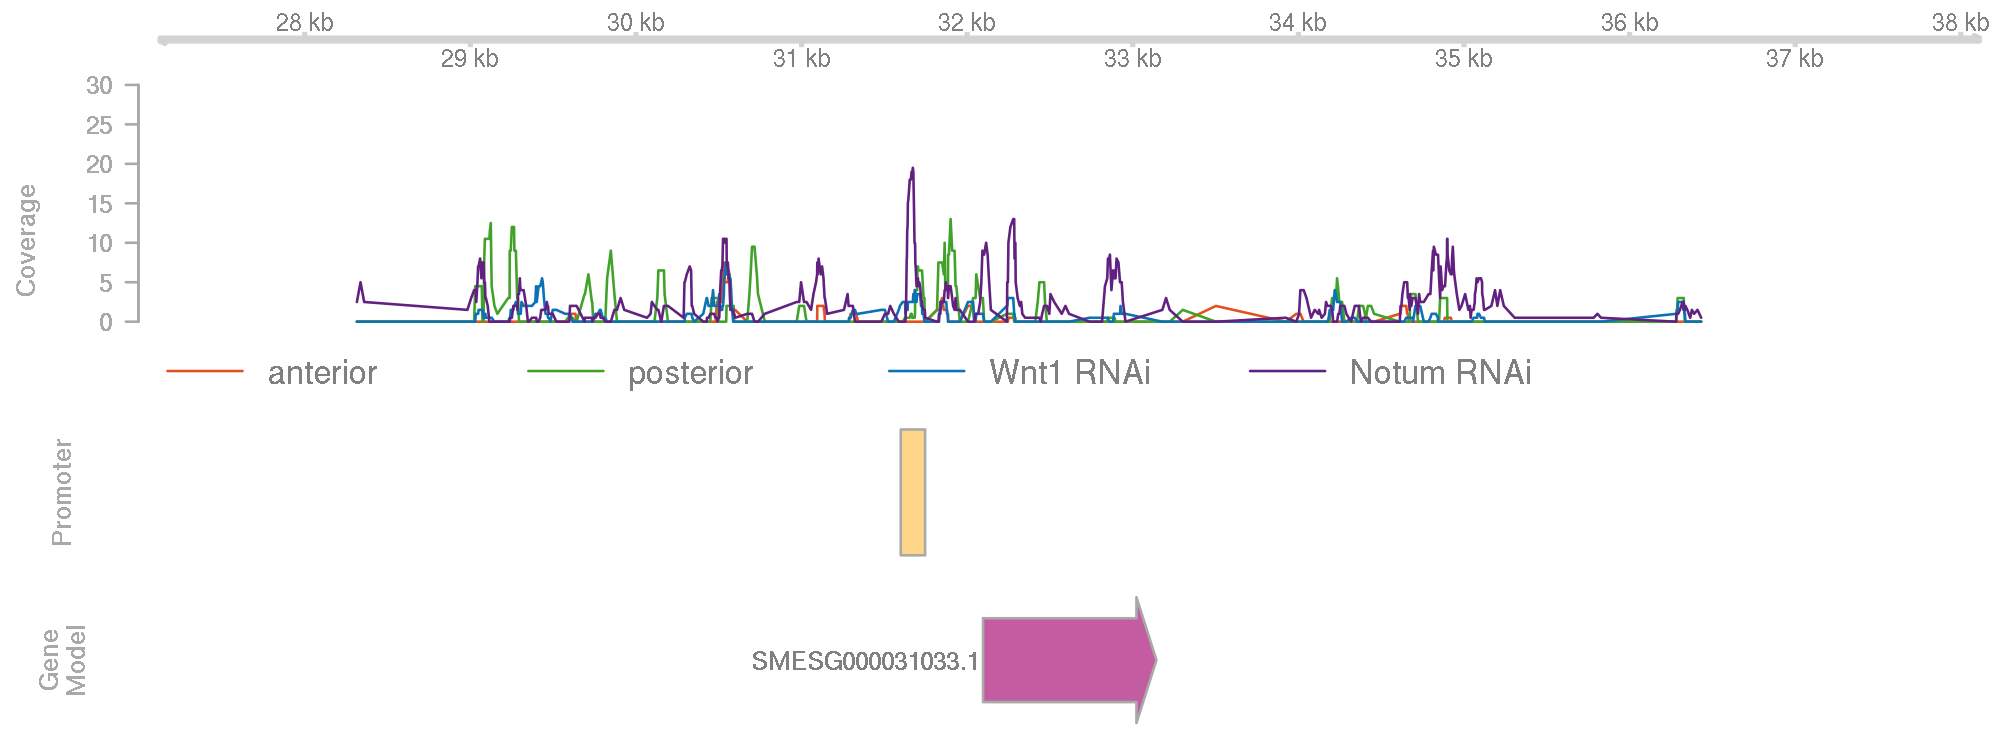 28 kb 30 kb 32 kb 34 kb 36 kb 38 kb
29 kb 31 kb 33 kb 35 kb 37 kb
30
25
20
15
10
5
0
Coverage
anterior posterior Wnt1 RNAi Notum RNAi
Promoter
Gene
Model
SMESG000031033.1